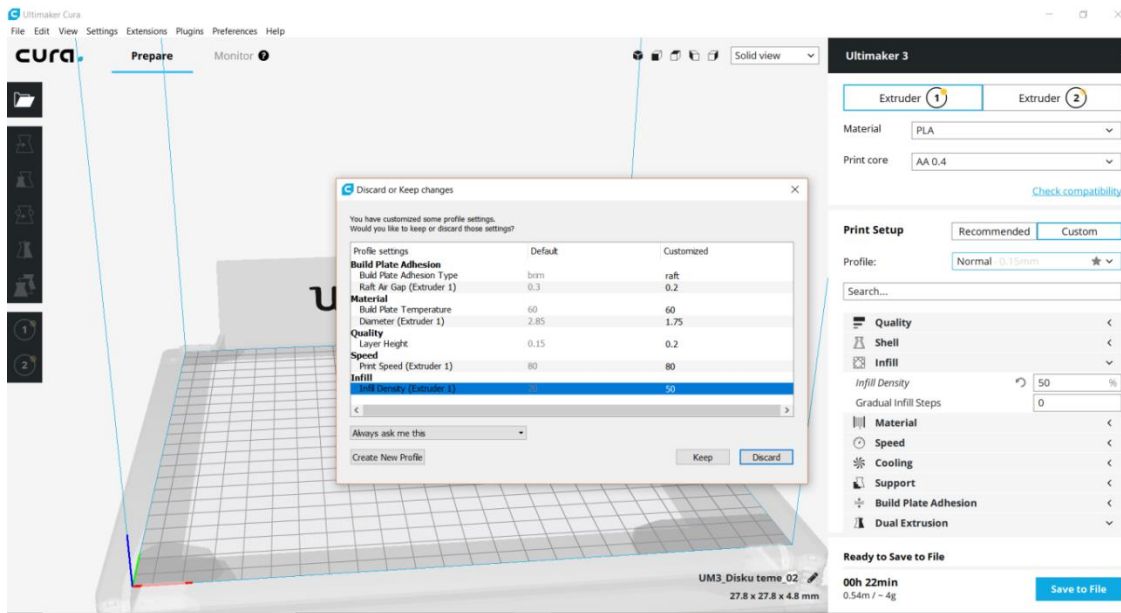 Ultimaker Cura
File Edit View Settings Extensions Plugins Preferences Help
cura.
Prepare Monitor ?
Solid view
Ultimaker 3
Extruder 1 Extruder 2
Material PLA
Print core AA 0.4
Check compatibility
Print Setup Recommended Custom
Profile: Normal 0.15mm
Search...
Quality
Shell
Infill
Infill Density 50 %
Gradual Infill Steps 0
Material
Speed
Cooling
Support
Build Plate Adhesion
Dual Extrusion
Ready to Save to File
00h 22min
0.54m / ~ 4g
Save to File
1
2
Discard or Keep changes
You have customized some profile settings.
Would you like to keep or discard those settings?
Profile settings Default Customized
Build Plate Adhesion
Build Plate Adhesion Type brim raft
Raft Air Gap (Extruder 1) 0.3 0.2
Material
Build Plate Temperature 60 60
Diameter (Extruder 1) 2.85 1.75
Quality
Layer Height 0.15 0.2
Speed
Print Speed (Extruder 1) 80 80
Infill
Infill Density (Extruder 1) 20 50
Always ask me this
Create New Profile Keep Discard
UM3_Disku teme_02
27.8 x 27.8 x 4.8 mm